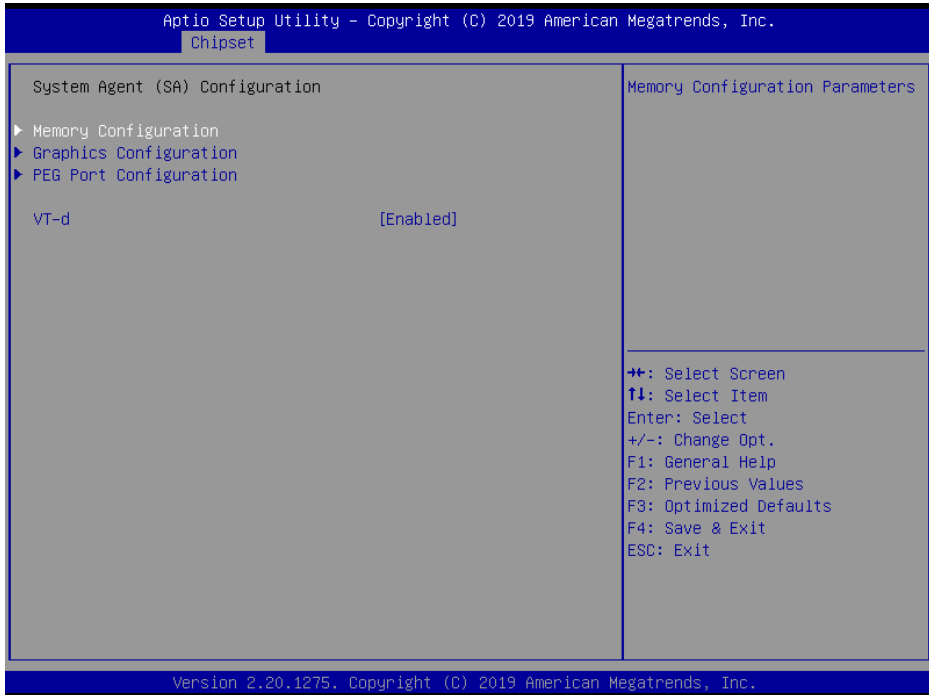 Aptio Setup Utility – Copyright (C) 2019 American Megatrends, Inc.
Chipset
System Agent (SA) Configuration
Memory Configuration
Graphics Configuration
PEG Port Configuration
VT-d [Enabled]
Memory Configuration Parameters
→←: Select Screen
↑↓: Select Item
Enter: Select
+/-: Change Opt.
F1: General Help
F2: Previous Values
F3: Optimized Defaults
F4: Save & Exit
ESC: Exit
Version 2.20.1275. Copyright (C) 2019 American Megatrends, Inc.